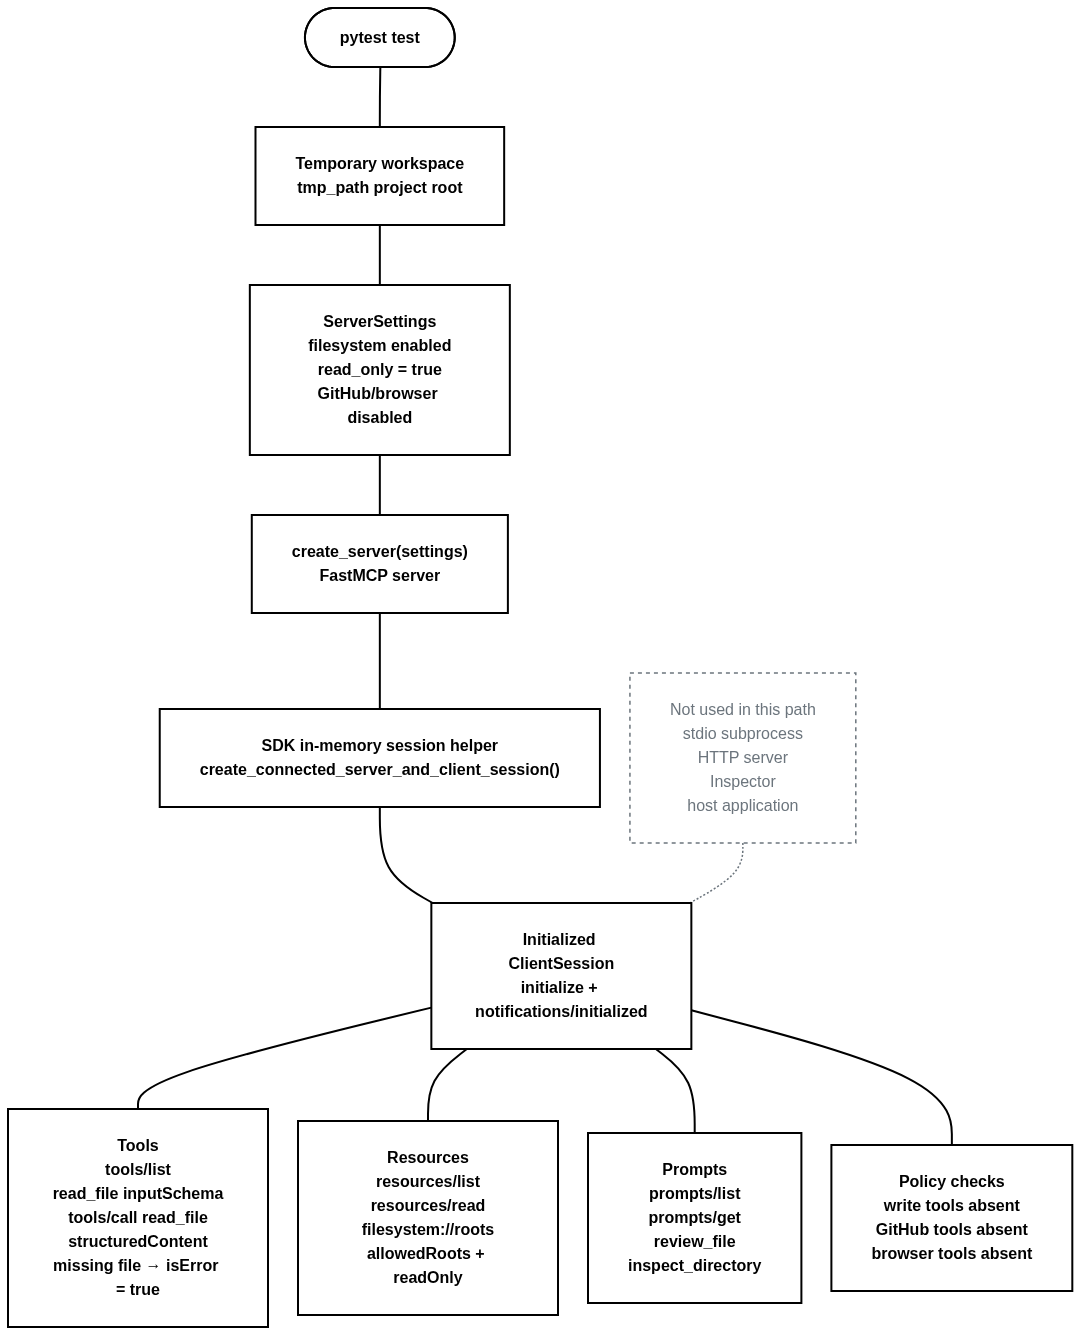 pytest test
Temporary workspace
tmp_path project root
ServerSettings
filesystem enabled
read_only = true
GitHub/browser
disabled
create_server(settings)
FastMCP server
SDK in-memory session helper
create_connected_server_and_client_session()
Not used in this path
stdio subprocess
HTTP server
Inspector
host application
Initialized
ClientSession
initialize +
notifications/initialized
Tools
tools/list
read_file inputSchema
tools/call read_file
structuredContent
missing file → isError
= true
Resources
resources/list
resources/read
filesystem://roots
allowedRoots +
readOnly
Prompts
prompts/list
prompts/get
review_file
inspect_directory
Policy checks
write tools absent
GitHub tools absent
browser tools absent